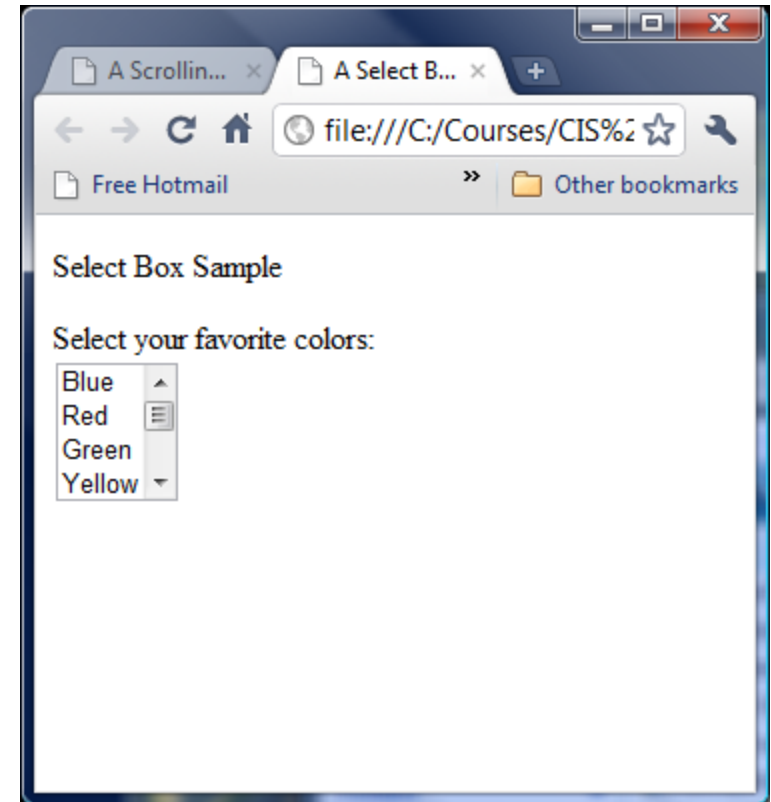 A Scrollin...
A Select B...
file:///C:/Courses/CIS%2
Free Hotmail
»
Other bookmarks
Select Box Sample
Select your favorite colors:
Blue
Red
Green
Yellow